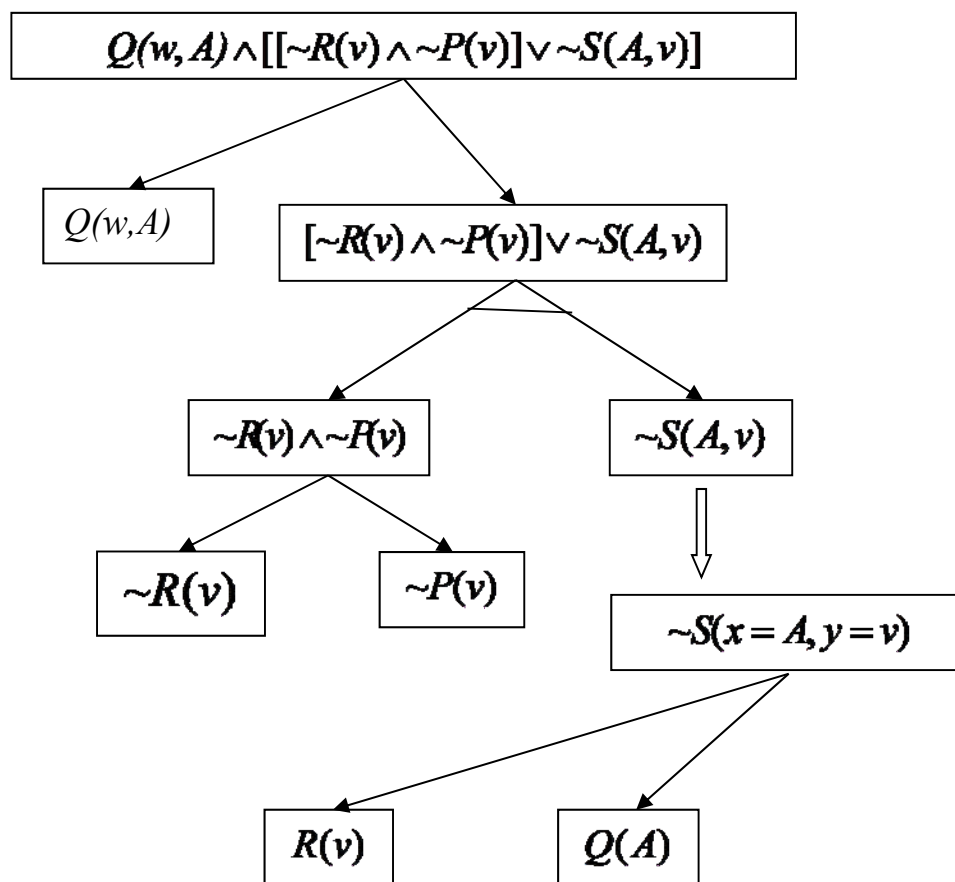 Q(w, A) ∧ [[~R(v) ∧ ~P(v)] ∨ ~S(A, v)]
Q(w,A)
[~R(v) ∧ ~P(v)] ∨ ~S(A, v)
~R(v) ∧ ~P(v)
~S(A, v)
~R(v)
~P(v)
~S(x = A, y = v)
R(v)
Q(A)